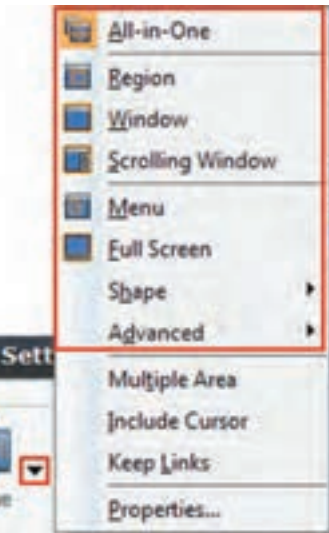 All-in-One
Region
Window
Scrolling Window
Menu
Full Screen
Shape
Advanced
Sett
Multiple Area
Include Cursor
Keep Links
Properties...